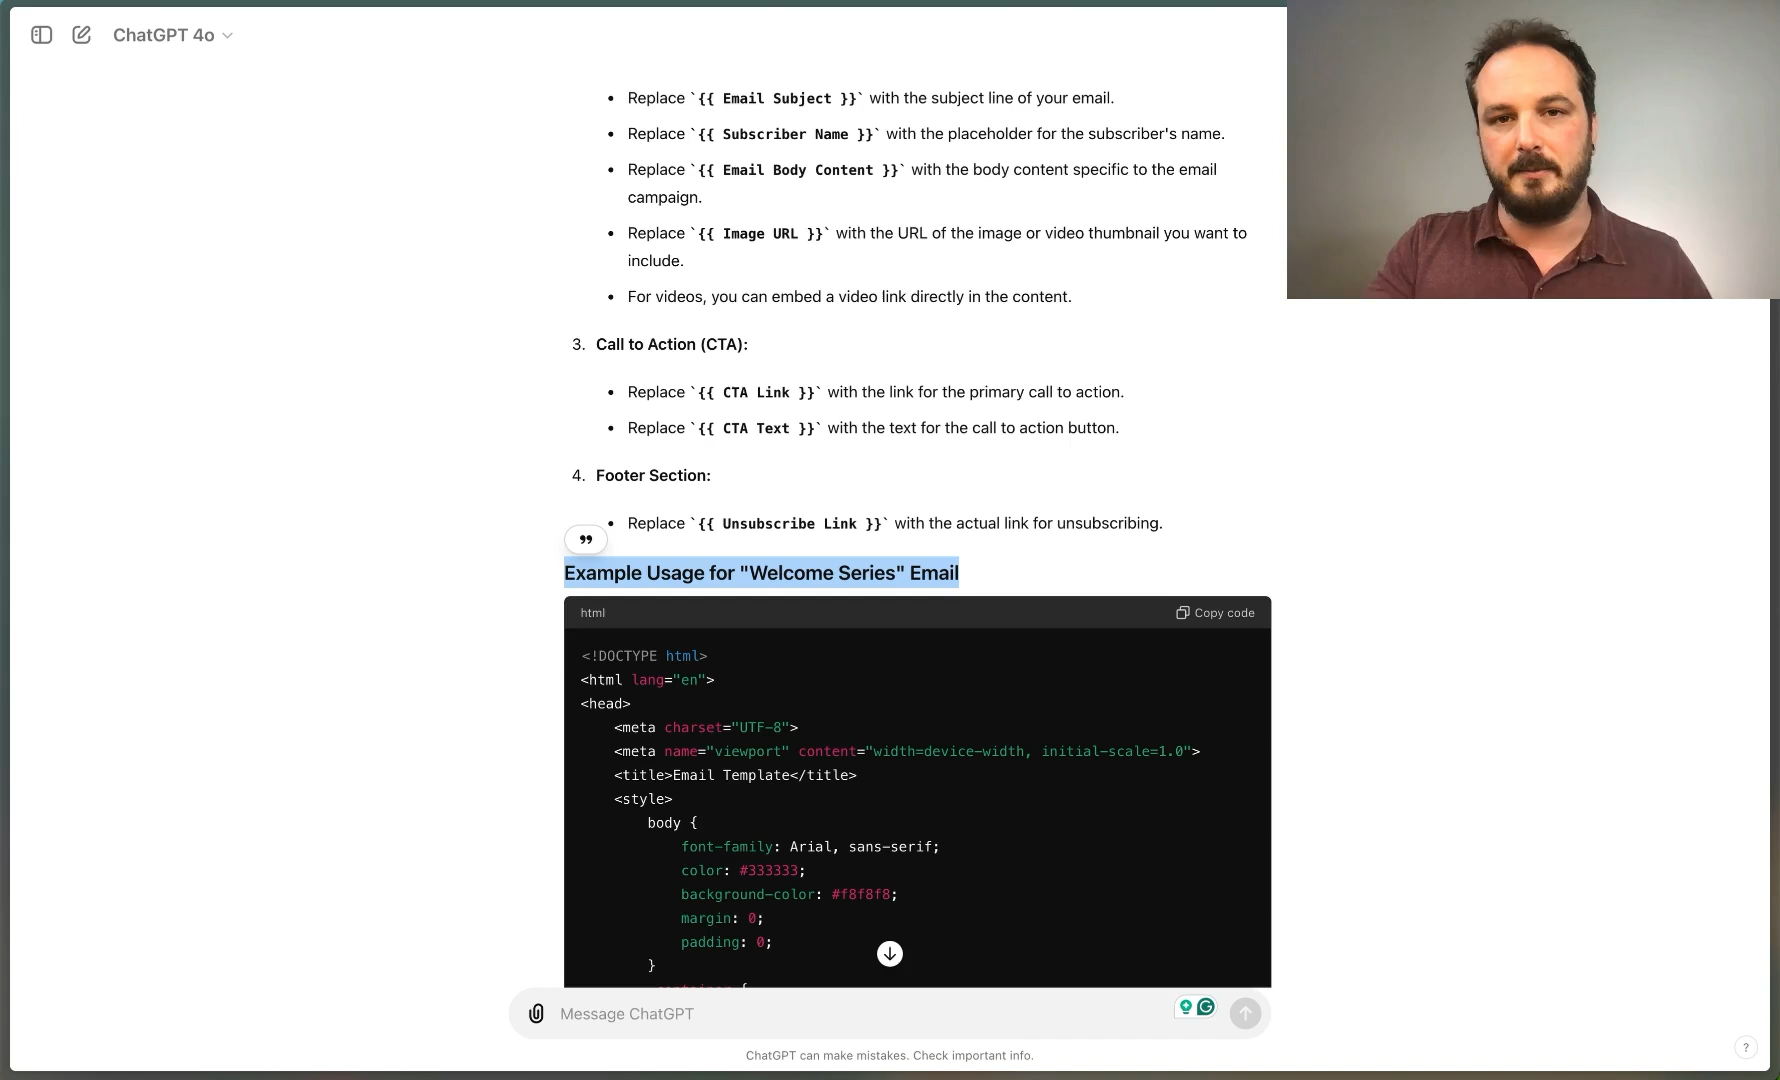 ChatGPT 4o
• Replace `{{ Email Subject }}` with the subject line of your email.
• Replace `{{ Subscriber Name }}` with the placeholder for the subscriber's name.
• Replace `{{ Email Body Content }}` with the body content specific to the email
campaign.
• Replace `{{ Image URL }}` with the URL of the image or video thumbnail you want to
include.
• For videos, you can embed a video link directly in the content.
3. Call to Action (CTA):
• Replace `{{ CTA Link }}` with the link for the primary call to action.
• Replace `{{ CTA Text }}` with the text for the call to action button.
4. Footer Section:
• Replace `{{ Unsubscribe Link }}` with the actual link for unsubscribing.
Example Usage for "Welcome Series" Email
html Copy code
<!DOCTYPE html>
<html lang="en">
<head>
<meta charset="UTF-8">
<meta name="viewport" content="width=device-width, initial-scale=1.0">
<title>Email Template</title>
<style>
body {
font-family: Arial, sans-serif;
color: #333333;
background-color: #f8f8f8;
margin: 0;
padding: 0;
}
Message ChatGPT
ChatGPT can make mistakes. Check important info.
?